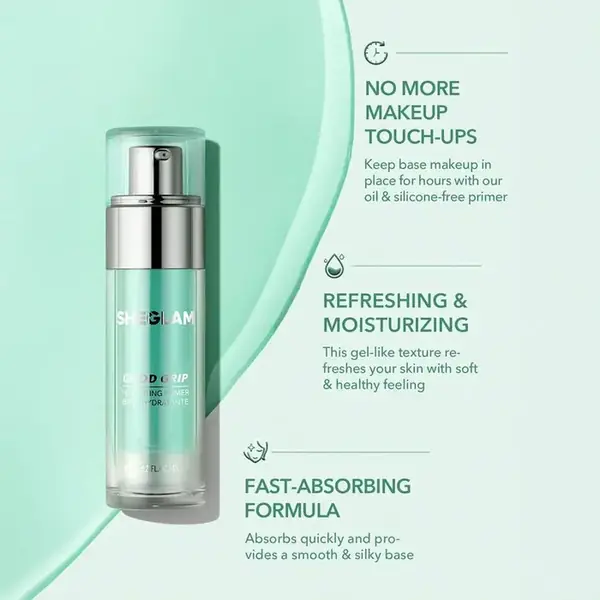 NO MORE
MAKEUP
TOUCH-UPS
Keep base makeup in
place for hours with our
oil & silicone-free primer
SHEGLAM
GOOD GRIP
REFRESHING &
MOISTURIZING
This gel-like texture re-
freshes your skin with soft
& healthy feeling
FAST-ABSORBING
FORMULA
Absorbs quickly and pro-
vides a smooth & silky base